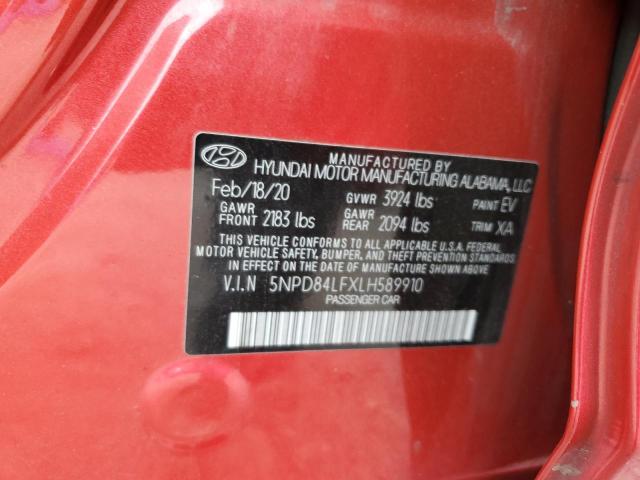 MANUFACTURED BY
HYUNDAI MOTOR MANUFACTURING ALABAMA, LLC
Feb/18/20 GVWR 3924 lbs PAINT EV
GAWR FRONT 2183 lbs GAWR REAR 2094 lbs TRIM XA
THIS VEHICLE CONFORMS TO ALL APPLICABLE U.S.A. FEDERAL
MOTOR VEHICLE SAFETY, BUMPER, AND THEFT PREVENTION STANDARDS
IN EFFECT ON THE DATE OF MANUFACTURE SHOWN ABOVE.
V.I.N 5NPD84LFXLH589910
PASSENGER CAR